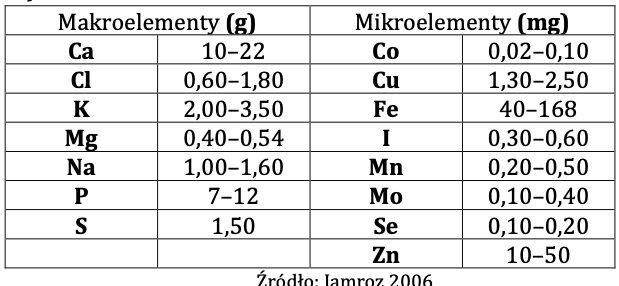 Makroelementy (g) Mikroelementy (mg)
Ca 10–22 Co 0,02–0,10
Cl 0,60–1,80 Cu 1,30–2,50
K 2,00–3,50 Fe 40–168
Mg 0,40–0,54 I 0,30–0,60
Na 1,00–1,60 Mn 0,20–0,50
P 7–12 Mo 0,10–0,40
S 1,50 Se 0,10–0,20
Zn 10–50
Źródło: Jamroz 2006